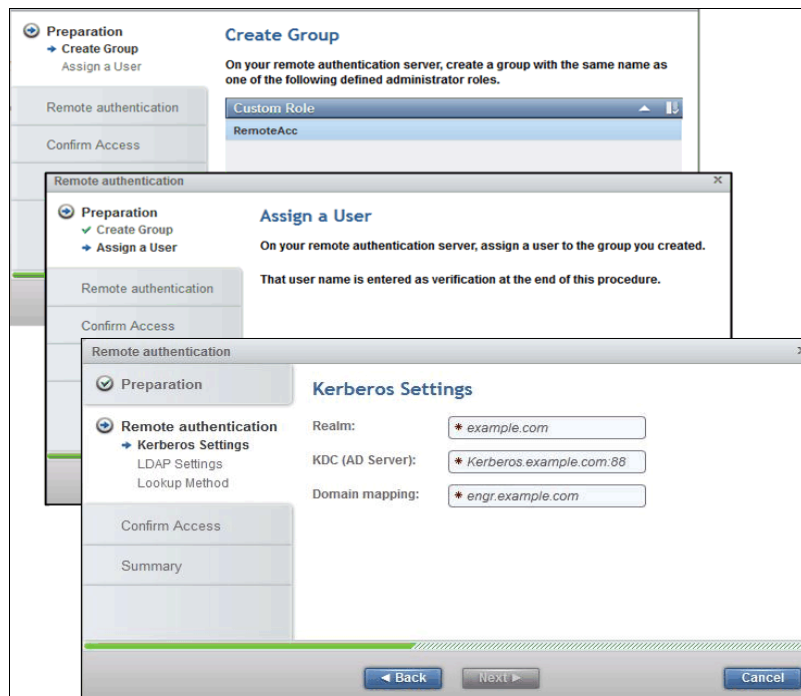 Preparation
Create Group
Assign a User
Remote authentication
Confirm Access
Create Group
On your remote authentication server, create a group with the same name as
one of the following defined administrator roles.
Custom Role
RemoteAcc
Remote authentication
Preparation
Create Group
Assign a User
Remote authentication
Confirm Access
Assign a User
On your remote authentication server, assign a user to the group you created.
That user name is entered as verification at the end of this procedure.
Remote authentication
Preparation
Remote authentication
Kerberos Settings
LDAP Settings
Lookup Method
Confirm Access
Summary
Kerberos Settings
Realm:
* example.com
KDC (AD Server):
* Kerberos.example.com:88
Domain mapping:
* engr.example.com
Back
Next
Cancel